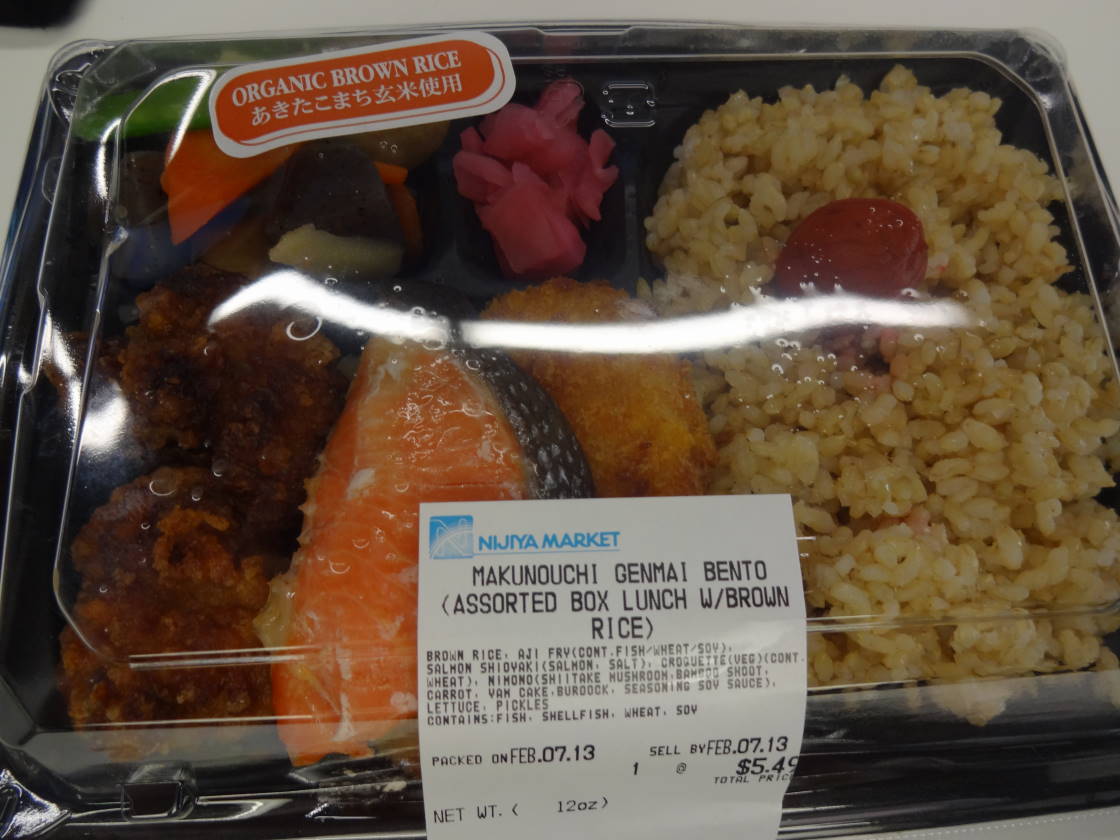 ORGANIC BROWN RICE
あきたこまち玄米使用
NIJIYA MARKET
MAKUNOUCHI GENMAI BENTO
(ASSORTED BOX LUNCH W/BROWN
RICE)
BROWN RICE, AJI FRY(CONT.FISH/WHEAT/SOY),
SALMON SHIOYAKI(SALMON, SALT), CROQUETTE(VEG)(CONT.
WHEAT), NIMONO(SHIITAKE MUSHROOM,BAMBOO SHOOT,
CARROT, YAM CAKE,BURDOCK, SEASONING SOY SAUCE),
LETTUCE, PICKLES
CONTAINS:FISH, SHELLFISH, WHEAT, SOY
PACKED ON FEB.07.13 SELL BY FEB.07.13
1 @ $5.49
TOTAL PRICE
NET WT.( 12oz)